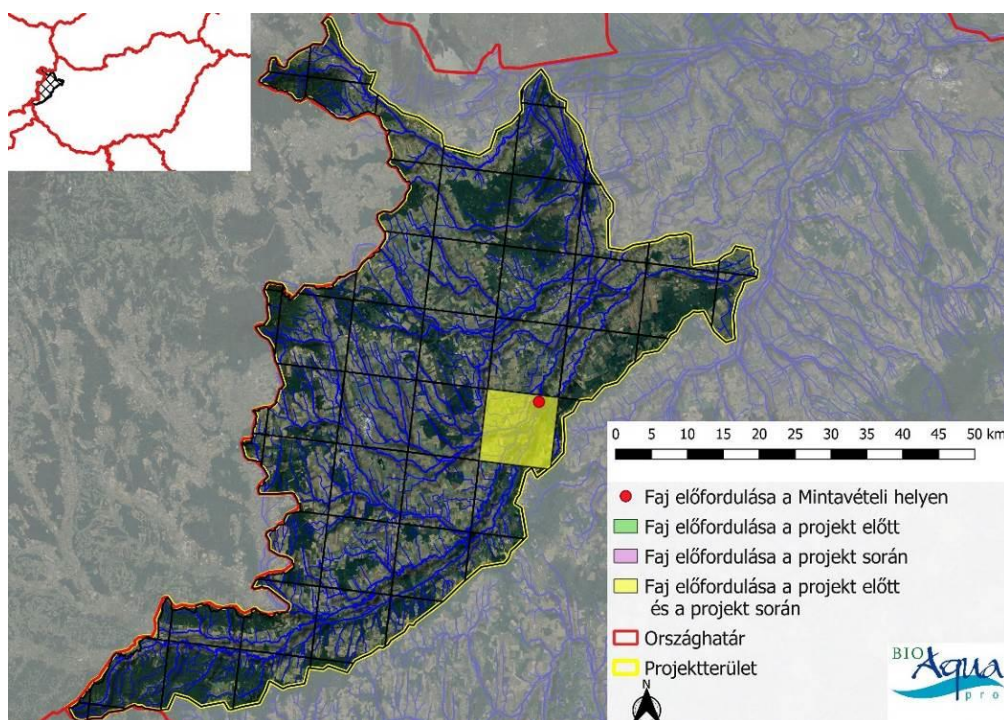 0 5 10 15 20 25 30 35 40 45 50 km
Faj előfordulása a Mintavételi helyen
Faj előfordulása a projekt előtt
Faj előfordulása a projekt során
Faj előfordulása a projekt előtt
és a projekt során
Országhatár
Projektterület
N
BIO
Aqua
pro